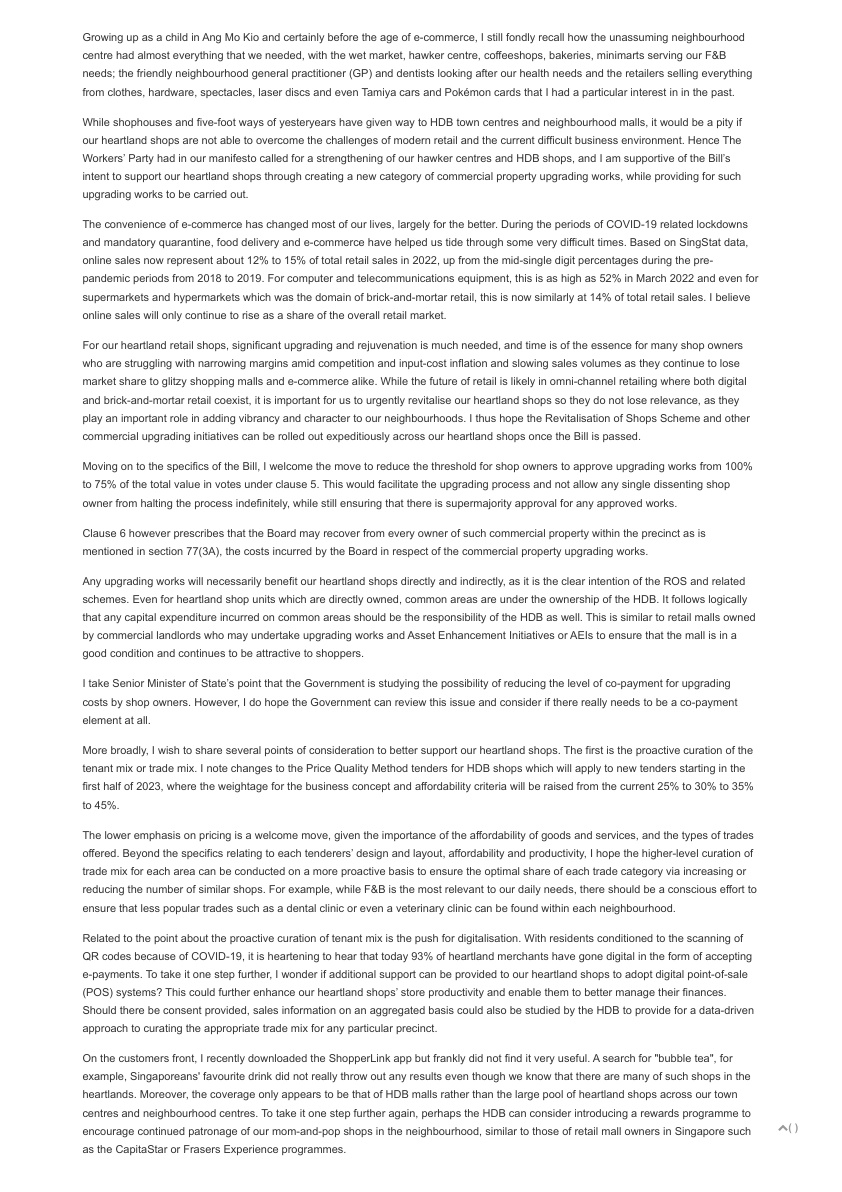 Growing up as a child in Ang Mo Kio and certainly before the age of e-commerce, I still fondly recall how the unassuming neighbourhood
centre had almost everything that we needed, with the wet market, hawker centre, coffeeshops, bakeries, minimarts serving our F&B
needs; the friendly neighbourhood general practitioner (GP) and dentists looking after our health needs and the retailers selling everything
from clothes, hardware, spectacles, laser discs and even Tamiya cars and Pokémon cards that I had a particular interest in in the past.
While shophouses and five-foot ways of yesteryears have given way to HDB town centres and neighbourhood malls, it would be a pity if
our heartland shops are not able to overcome the challenges of modern retail and the current difficult business environment. Hence The
Workers' Party had in our manifesto called for a strengthening of our hawker centres and HDB shops, and I am supportive of the Bill's
intent to support our heartland shops through creating a new category of commercial property upgrading works, while providing for such
upgrading works to be carried out.
The convenience of e-commerce has changed most of our lives, largely for the better. During the periods of COVID-19 related lockdowns
and mandatory quarantine, food delivery and e-commerce have helped us tide through some very difficult times. Based on SingStat data,
online sales now represent about 12% to 15% of total retail sales in 2022, up from the mid-single digit percentages during the pre-
pandemic periods from 2018 to 2019. For computer and telecommunications equipment, this is as high as 52% in March 2022 and even for
supermarkets and hypermarkets which was the domain of brick-and-mortar retail, this is now similarly at 14% of total retail sales. I believe
online sales will only continue to rise as a share of the overall retail market.
For our heartland retail shops, significant upgrading and rejuvenation is much needed, and time is of the essence for many shop owners
who are struggling with narrowing margins amid competition and input-cost inflation and slowing sales volumes as they continue to lose
market share to glitzy shopping malls and e-commerce alike. While the future of retail is likely in omni-channel retailing where both digital
and brick-and-mortar retail coexist, it is important for us to urgently revitalise our heartland shops so they do not lose relevance, as they
play an important role in adding vibrancy and character to our neighbourhoods. I thus hope the Revitalisation of Shops Scheme and other
commercial upgrading initiatives can be rolled out expeditiously across our heartland shops once the Bill is passed.
Moving on to the specifics of the Bill, I welcome the move to reduce the threshold for shop owners to approve upgrading works from 100%
to 75% of the total value in votes under clause 5. This would facilitate the upgrading process and not allow any single dissenting shop
owner from halting the process indefinitely, while still ensuring that there is supermajority approval for any approved works.
Clause 6 however prescribes that the Board may recover from every owner of such commercial property within the precinct as is
mentioned in section 77(3A), the costs incurred by the Board in respect of the commercial property upgrading works.
Any upgrading works will necessarily benefit our heartland shops directly and indirectly, as it is the clear intention of the ROS and related
schemes. Even for heartland shop units which are directly owned, common areas are under the ownership of the HDB. It follows logically
that any capital expenditure incurred on common areas should be the responsibility of the HDB as well. This is similar to retail malls owned
by commercial landlords who may undertake upgrading works and Asset Enhancement Initiatives or AEIs to ensure that the mall is in a
good condition and continues to be attractive to shoppers.
I take Senior Minister of State's point that the Government is studying the possibility of reducing the level of co-payment for upgrading
costs by shop owners. However, I do hope the Government can review this issue and consider if there really needs to be a co-payment
element at all.
More broadly, I wish to share several points of consideration to better support our heartland shops. The first is the proactive curation of the
tenant mix or trade mix. I note changes to the Price Quality Method tenders for HDB shops which will apply to new tenders starting in the
first half of 2023, where the weightage for the business concept and affordability criteria will be raised from the current 25% to 30% to 35%
to 45%.
The lower emphasis on pricing is a welcome move, given the importance of the affordability of goods and services, and the types of trades
offered. Beyond the specifics relating to each tenderers' design and layout, affordability and productivity, I hope the higher-level curation of
trade mix for each area can be conducted on a more proactive basis to ensure the optimal share of each trade category via increasing or
reducing the number of similar shops. For example, while F&B is the most relevant to our daily needs, there should be a conscious effort to
ensure that less popular trades such as a dental clinic or even a veterinary clinic can be found within each neighbourhood.
Related to the point about the proactive curation of tenant mix is the push for digitalisation. With residents conditioned to the scanning of
QR codes because of COVID-19, it is heartening to hear that today 93% of heartland merchants have gone digital in the form of accepting
e-payments. To take it one step further, I wonder if additional support can be provided to our heartland shops to adopt digital point-of-sale
(POS) systems? This could further enhance our heartland shops' store productivity and enable them to better manage their finances.
Should there be consent provided, sales information on an aggregated basis could also be studied by the HDB to provide for a data-driven
approach to curating the appropriate trade mix for any particular precinct.
On the customers front, I recently downloaded the ShopperLink app but frankly did not find it very useful. A search for "bubble tea", for
example, Singaporeans' favourite drink did not really throw out any results even though we know that there are many of such shops in the
heartlands. Moreover, the coverage only appears to be that of HDB malls rather than the large pool of heartland shops across our town
centres and neighbourhood centres. To take it one step further again, perhaps the HDB can consider introducing a rewards programme to
encourage continued patronage of our mom-and-pop shops in the neighbourhood, similar to those of retail mall owners in Singapore such
as the CapitaStar or Frasers Experience programmes.
( )